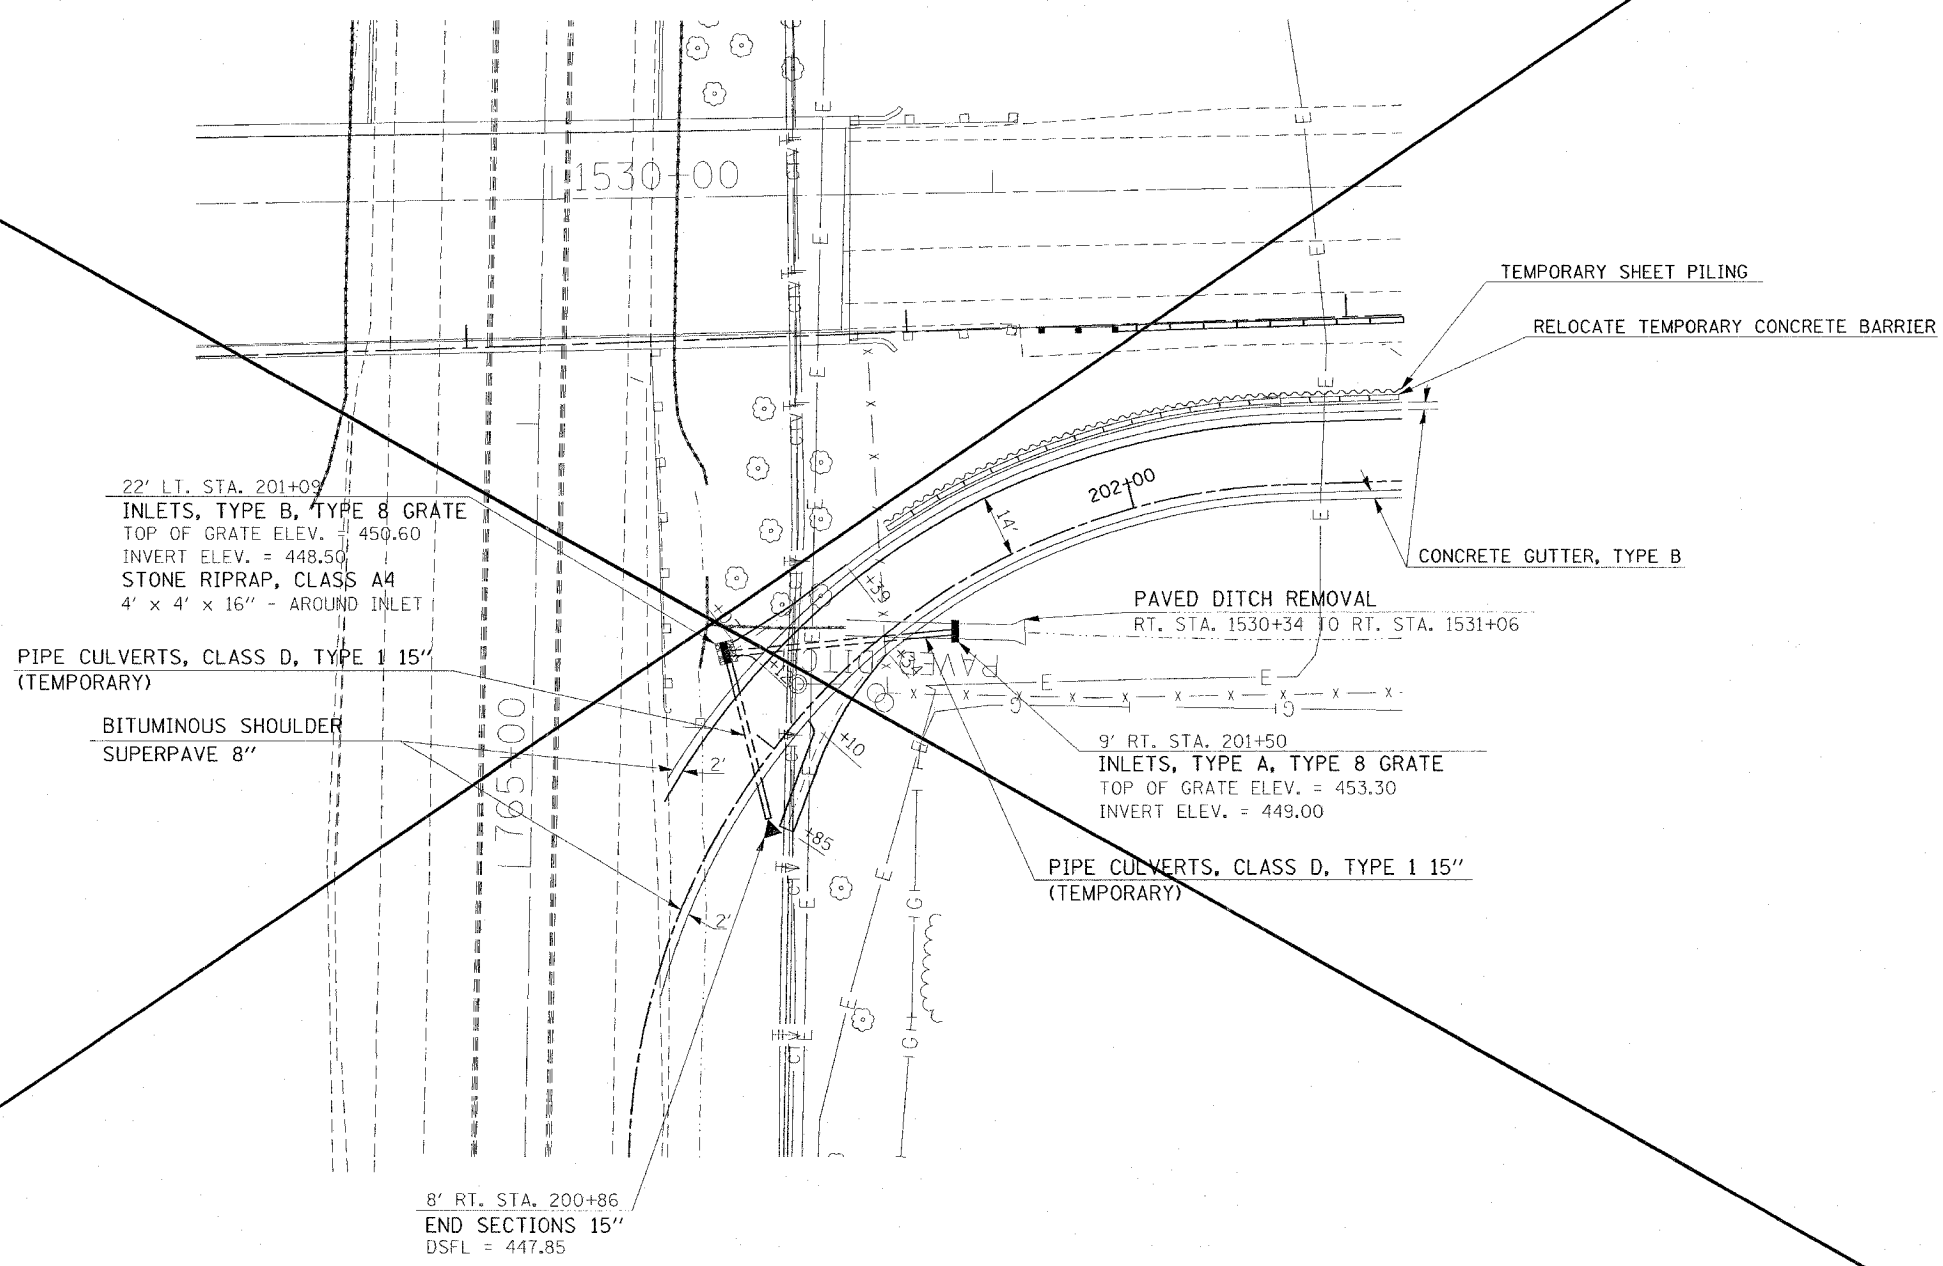 1530+00
TEMPORARY SHEET PILING
RELOCATE TEMPORARY CONCRETE BARRIER
22' LT. STA. 201+09
INLETS, TYPE B, TYPE 8 GRATE
TOP OF GRATE ELEV. = 450.60
INVERT ELEV. = 448.50
STONE RIPRAP, CLASS A4
4' x 4' x 16" - AROUND INLET
202+00
14'
CONCRETE GUTTER, TYPE B
+39
PAVED DITCH REMOVAL
RT. STA. 1530+34 TO RT. STA. 1531+06
PIPE CULVERTS, CLASS D, TYPE 1 15"
(TEMPORARY)
PAVED DITCH
BITUMINOUS SHOULDER
SUPERPAVE 8"
2'
+10
9' RT. STA. 201+50
INLETS, TYPE A, TYPE 8 GRATE
TOP OF GRATE ELEV. = 453.30
INVERT ELEV. = 449.00
765+00
+85
PIPE CULVERTS, CLASS D, TYPE 1 15"
(TEMPORARY)
2'
8' RT. STA. 200+86
END SECTIONS 15"
DSFL = 447.85